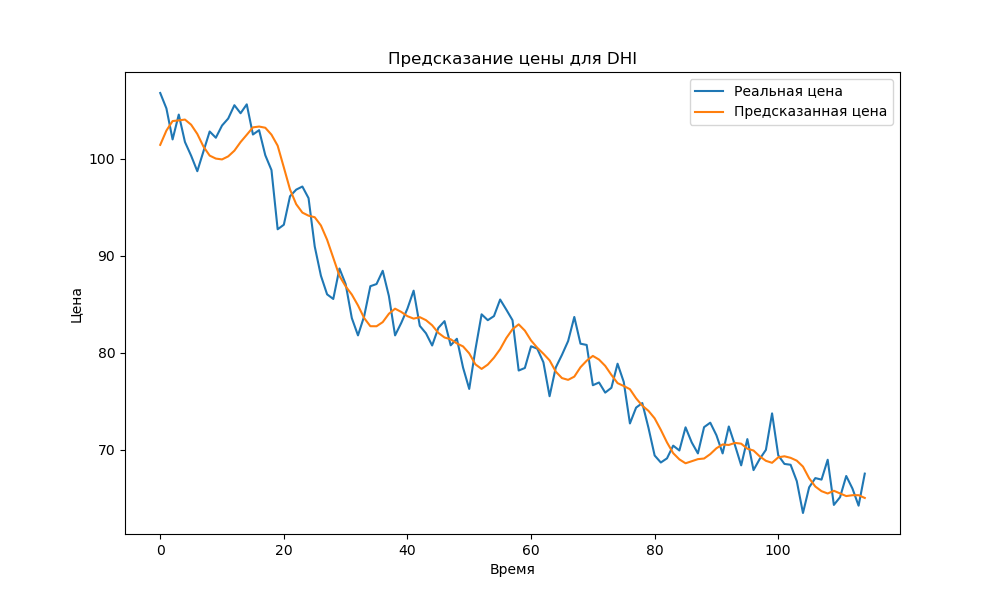 Предсказание цены для DHI
Реальная цена
Предсказанная цена
100
90
80
70
Цена
0 20 40 60 80 100
Время